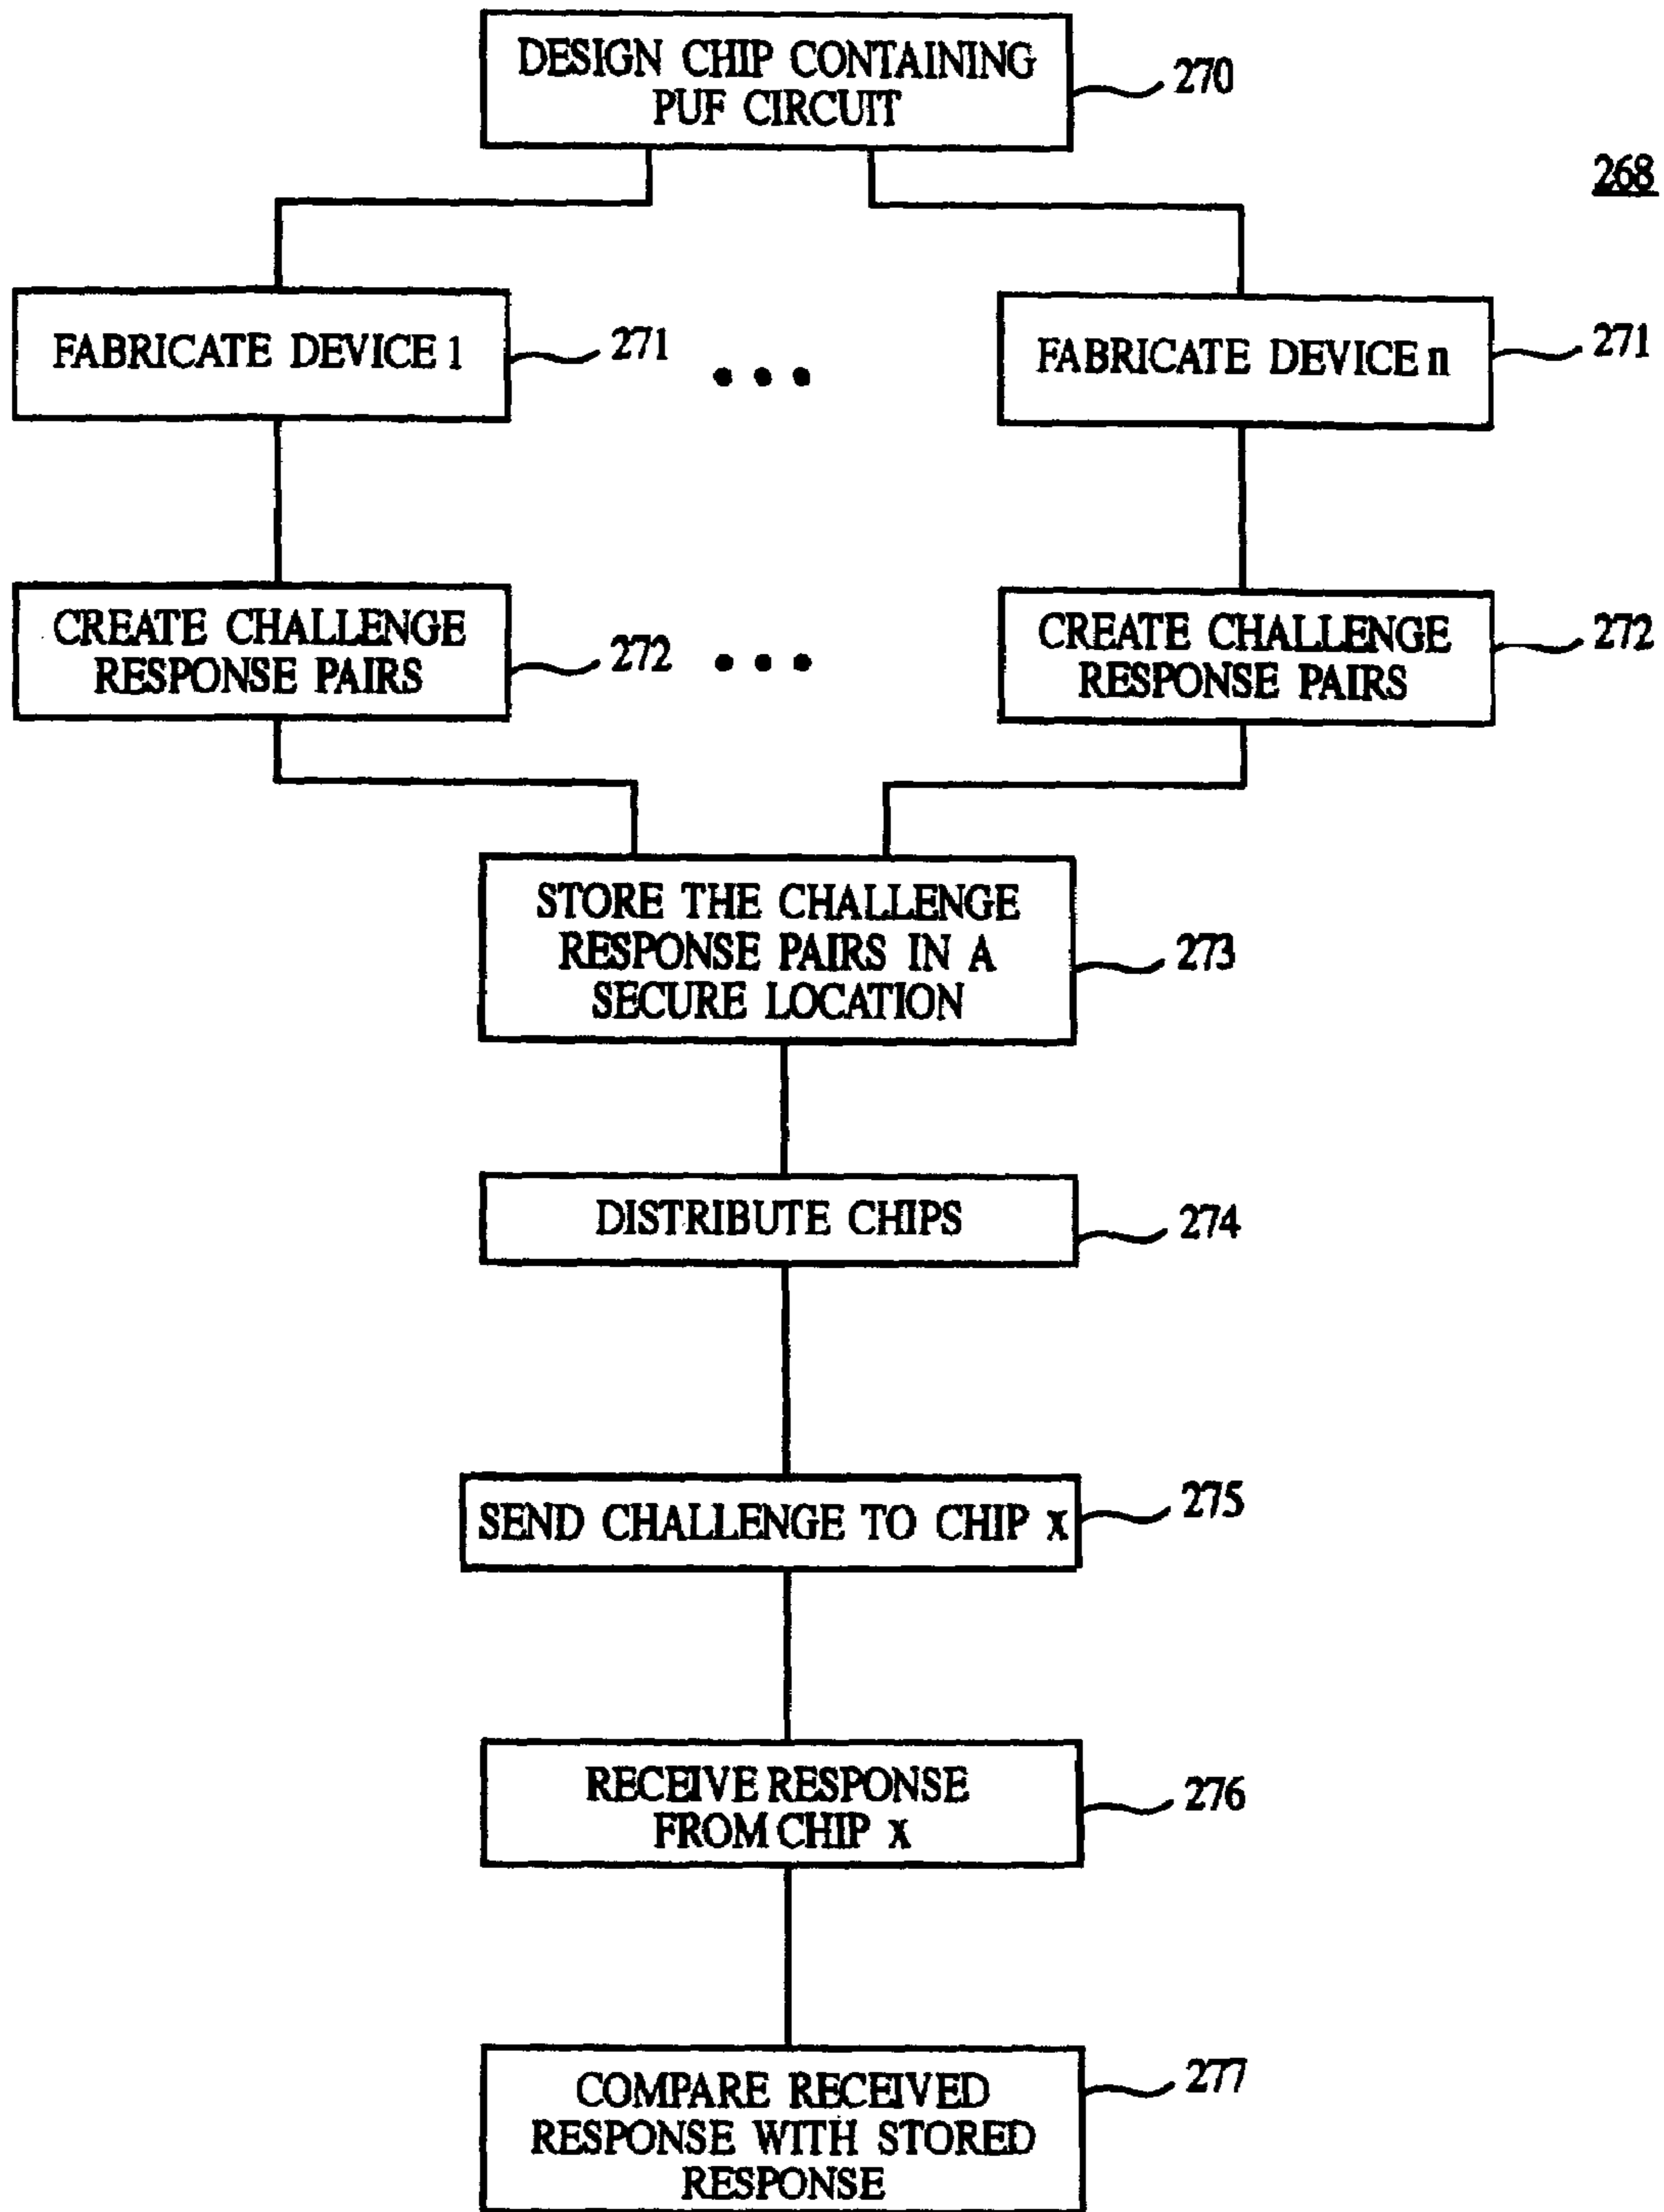 DESIGN CHIP CONTAINING
PUF CIRCUIT
270
268
FABRICATE DEVICE 1
271
FABRICATE DEVICE n
271
CREATE CHALLENGE
RESPONSE PAIRS
272
CREATE CHALLENGE
RESPONSE PAIRS
272
STORE THE CHALLENGE
RESPONSE PAIRS IN A
SECURE LOCATION
273
DISTRIBUTE CHIPS
274
SEND CHALLENGE TO CHIP x
275
RECEIVE RESPONSE
FROM CHIP x
276
COMPARE RECEIVED
RESPONSE WITH STORED
RESPONSE
277